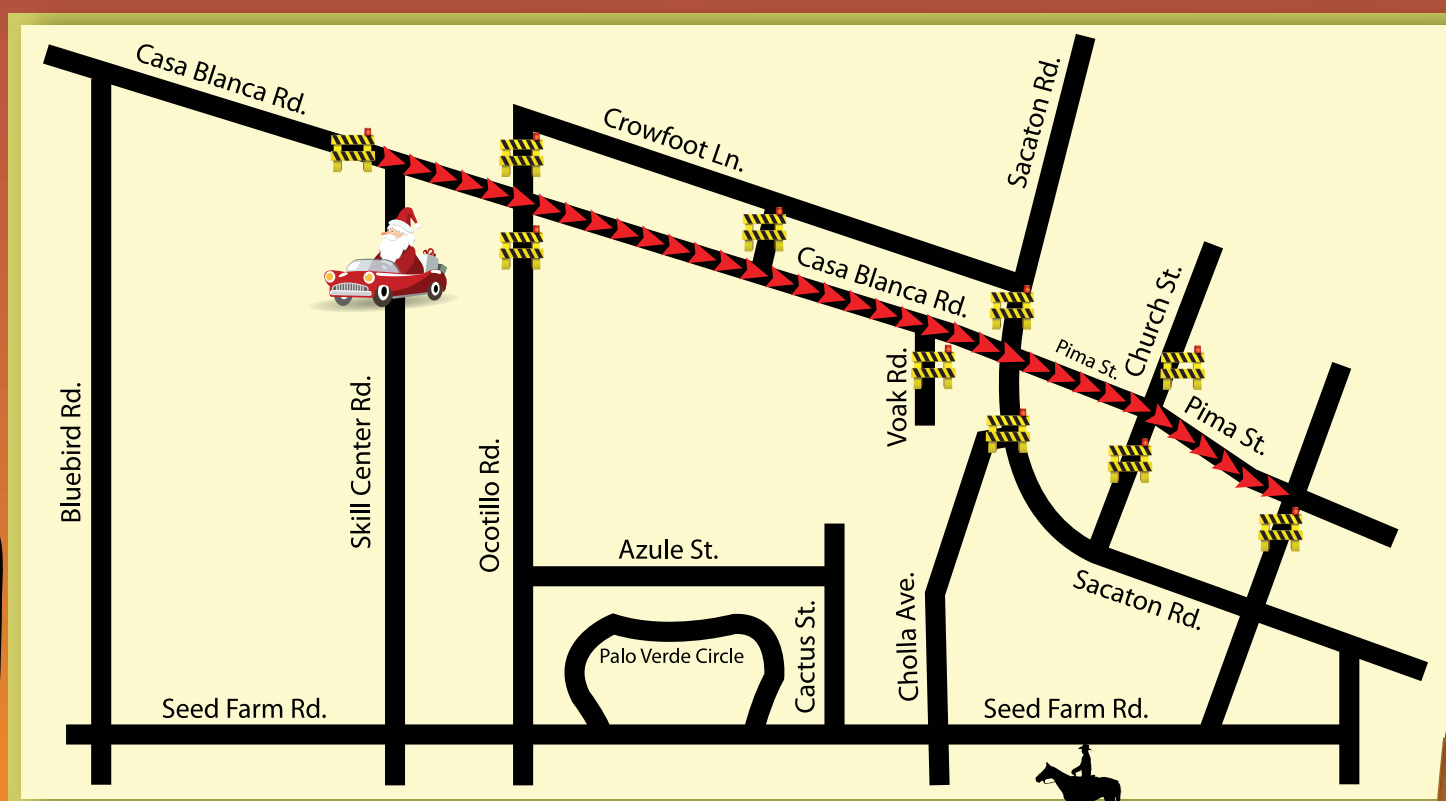 Casa Blanca Rd.
Crowfoot Ln.
Sacaton Rd.
Casa Blanca Rd.
Church St.
Pima St.
Pima St.
Voak Rd.
Bluebird Rd.
Skill Center Rd.
Ocotillo Rd.
Azule St.
Cactus St.
Cholla Ave.
Sacaton Rd.
Palo Verde Circle
Seed Farm Rd.
Seed Farm Rd.